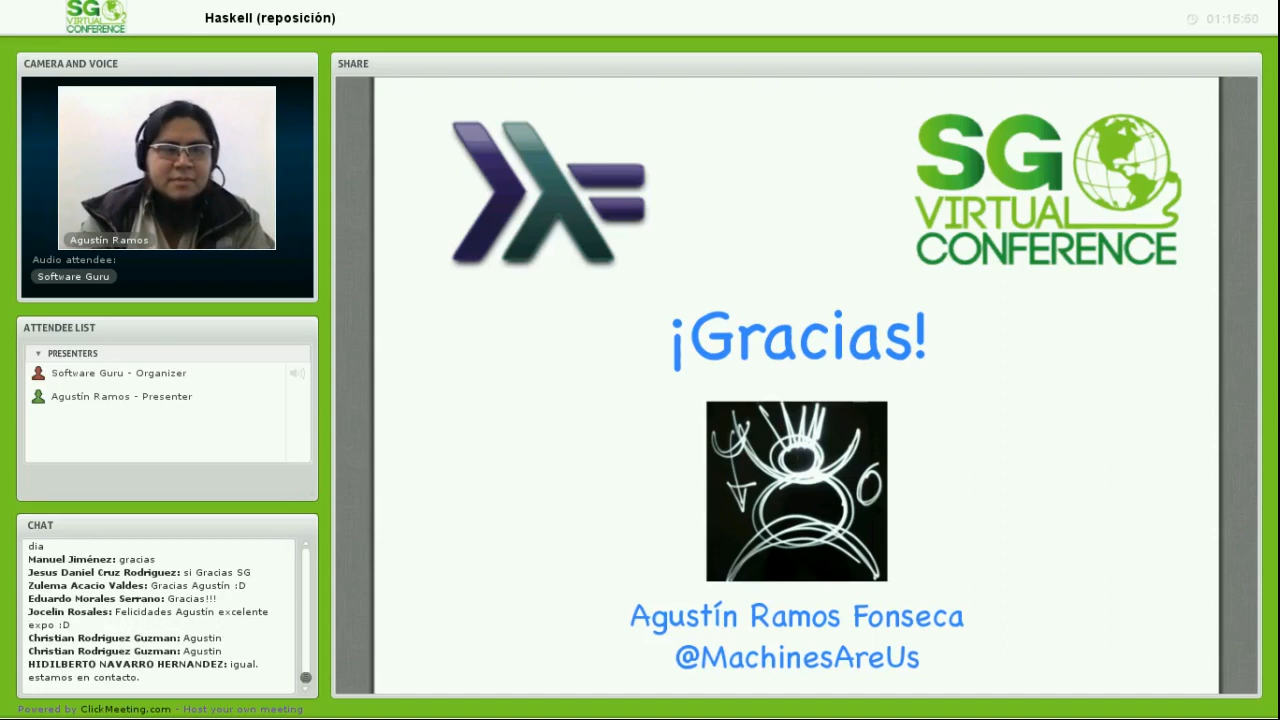 SG
VIRTUAL
CONFERENCE
Haskell (reposición)
01:15:50
CAMERA AND VOICE
Agustín Ramos
Audio attendee:
Software Guru
ATTENDEE LIST
PRESENTERS
Software Guru - Organizer
Agustín Ramos - Presenter
CHAT
dia
Manuel Jiménez: gracias
Jesus Daniel Cruz Rodriguez: si Gracias SG
Zulema Acacio Valdes: Gracias Agustín :D
Eduardo Morales Serrano: Gracias!!!
Jocelin Rosales: Felicidades Agustín excelente
expo :D
Christian Rodriguez Guzman: Agustin
Christian Rodriguez Guzman: Agustin
HIDILBERTO NAVARRO HERNANDEZ: igual.
estamos en contacto.
Powered by ClickMeeting.com - Host your own meeting
SHARE
SG
VIRTUAL
CONFERENCE
¡Gracias!
Agustín Ramos Fonseca
@MachinesAreUs